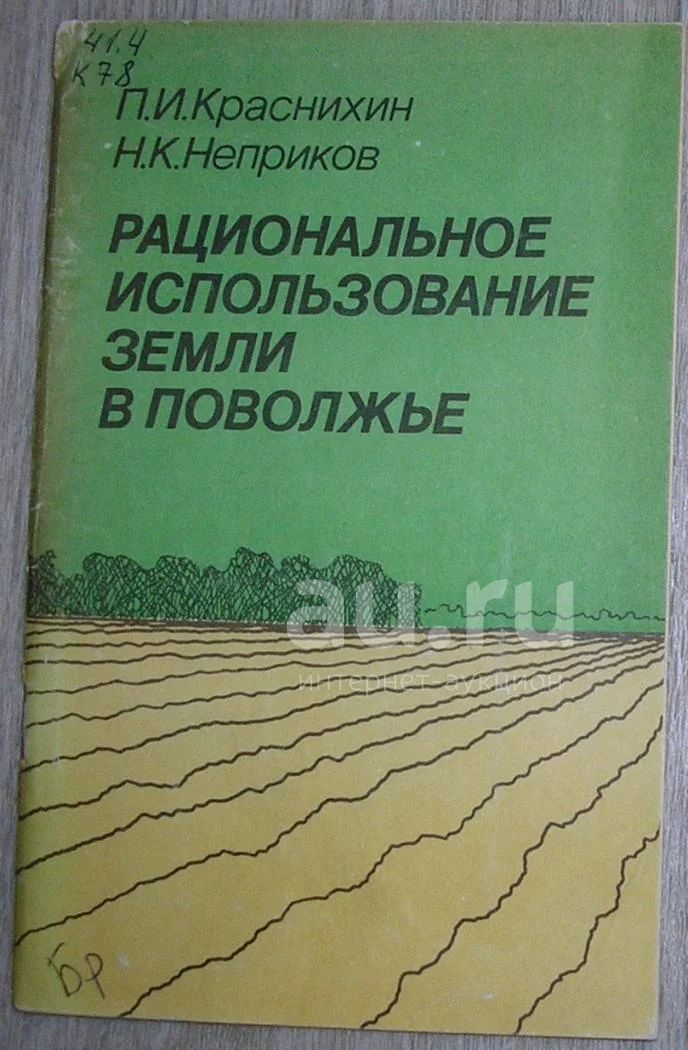 41.4
К78
П.И.Краснихин
Н.К.Неприков
РАЦИОНАЛЬНОЕ
ИСПОЛЬЗОВАНИЕ
ЗЕМЛИ
В ПОВОЛЖЬЕ
au.ru
интернет-аукцион
Бр